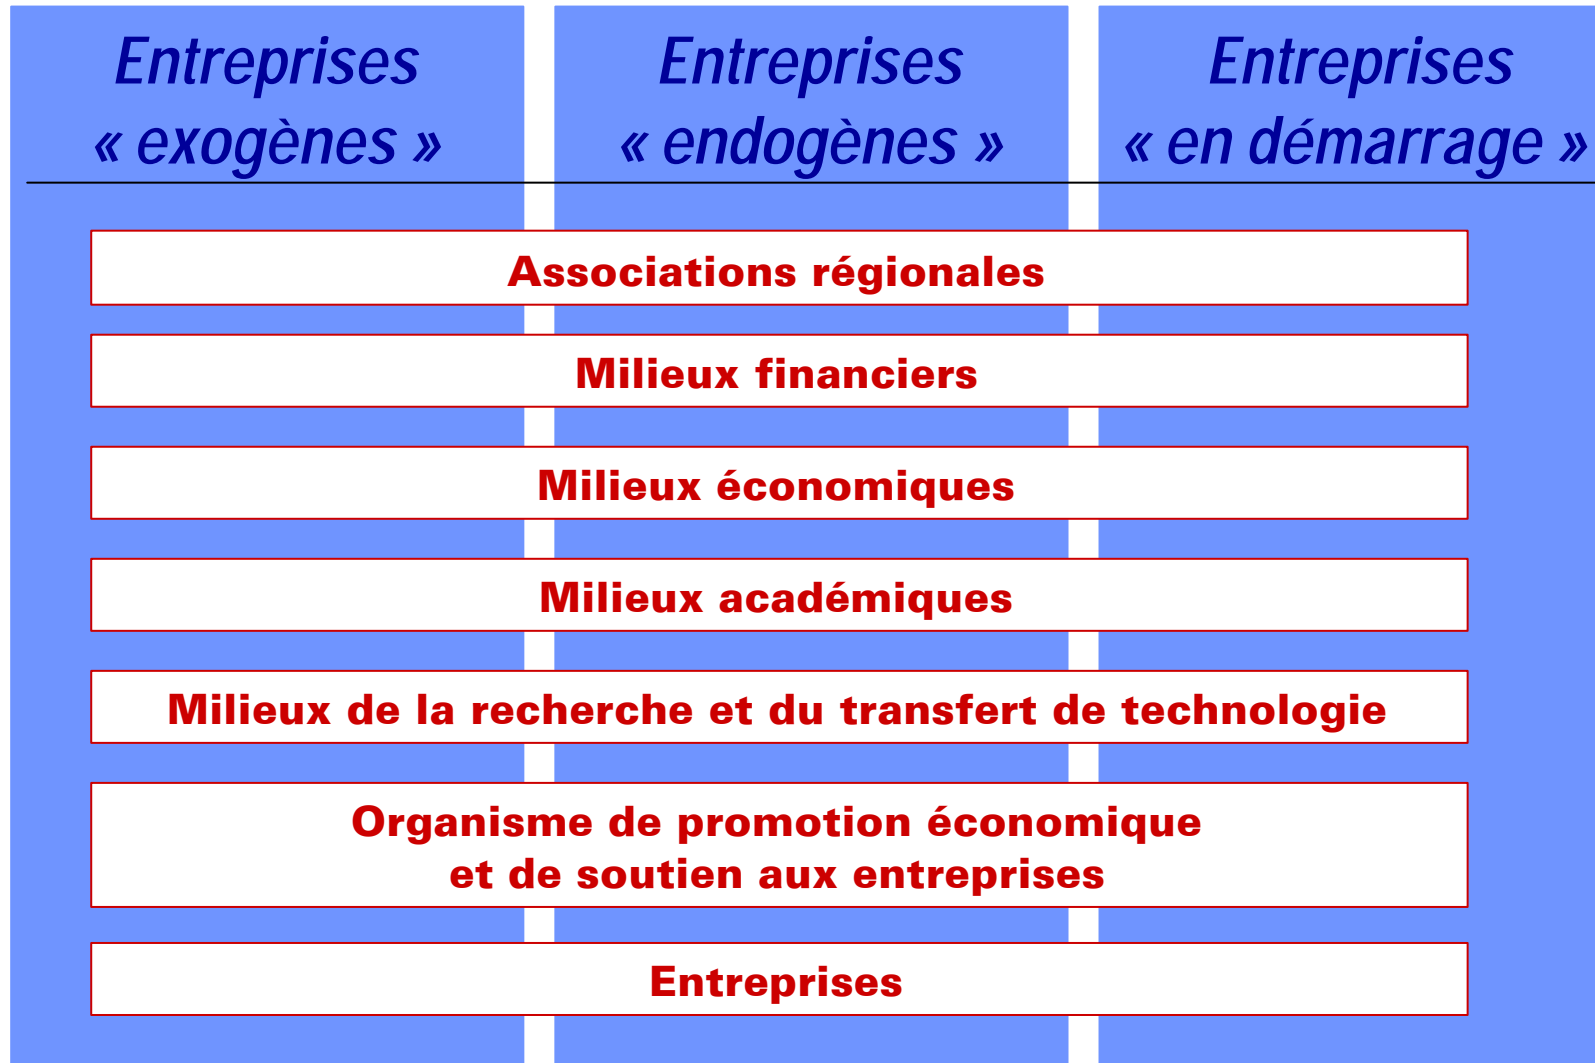 Entreprises
« exogènes »
Entreprises
« endogènes »
Entreprises
« en démarrage »
Associations régionales
Milieux financiers
Milieux économiques
Milieux académiques
Milieux de la recherche et du transfert de technologie
Organisme de promotion économique
et de soutien aux entreprises
Entreprises